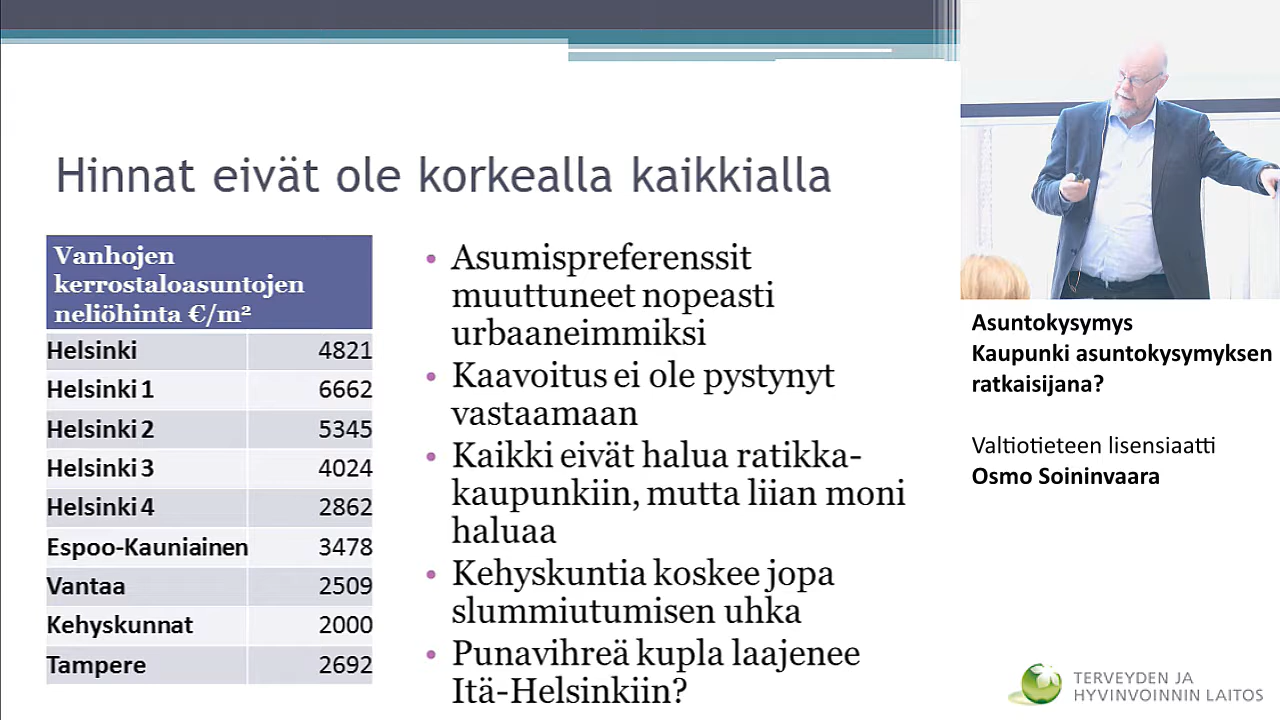 Hinnat eivät ole korkealla kaikkialla
Vanhojen
kerrostaloasuntojen
neliöhinta €/m²
Helsinki 4821
Helsinki 1 6662
Helsinki 2 5345
Helsinki 3 4024
Helsinki 4 2862
Espoo-Kauniainen 3478
Vantaa 2509
Kehyskunnat 2000
Tampere 2692
• Asumispreferenssit
muuttuneet nopeasti
urbaaneimmiksi
• Kaavoitus ei ole pystynyt
vastaamaan
• Kaikki eivät halua ratikka-
kaupunkiin, mutta liian moni
haluaa
• Kehyskuntia koskee jopa
slummiutumisen uhka
• Punavihreä kupla laajenee
Itä-Helsinkiin?
Asuntokysymys
Kaupunki asuntokysymyksen
ratkaisijana?
Valtiotieteen lisensiaatti
Osmo Soininvaara
TERVEYDEN JA
HYVINVOINNIN LAITOS